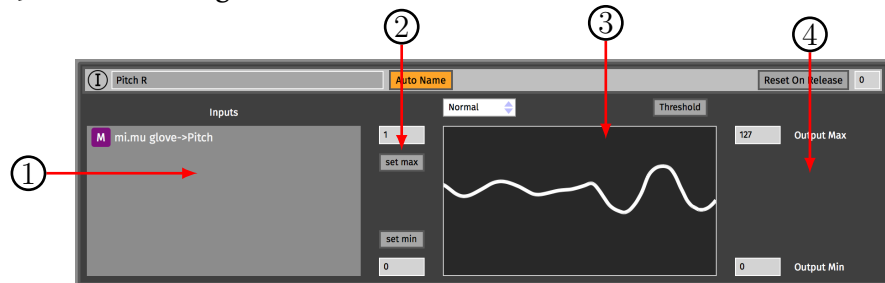 ② ③ ④
Ⓘ Pitch R Auto Name Reset On Release 0
Inputs Normal Threshold
M mi.mu glove->Pitch 1 127 Output Max
set max
①
set min
0 0 Output Min